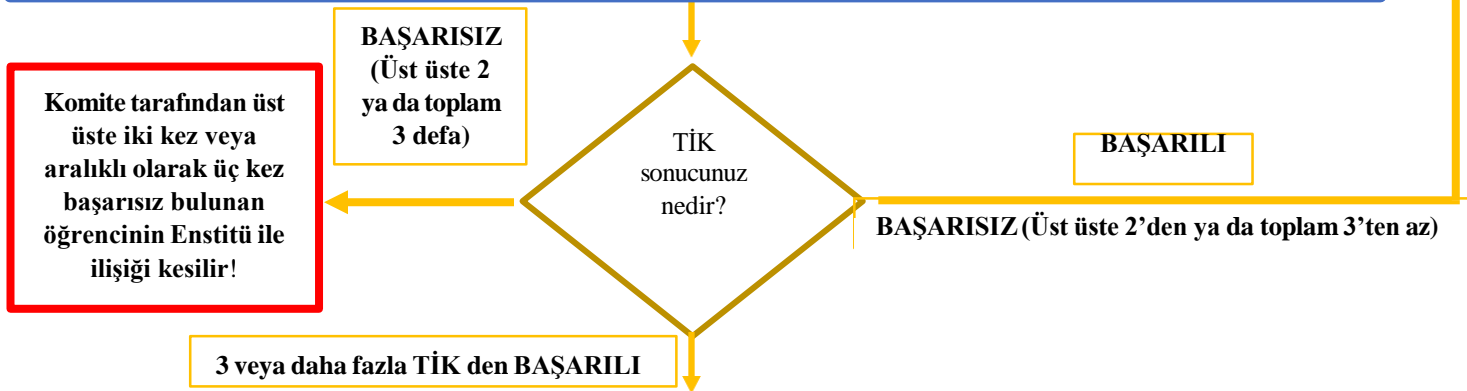 BAŞARISIZ
(Üst üste 2
ya da toplam
3 defa)
Komite tarafından üst
üste iki kez veya
aralıklı olarak üç kez
başarısız bulunan
öğrencinin Enstitü ile
ilişiği kesilir!
TİK
sonucunuz
nedir?
BAŞARILI
BAŞARISIZ (Üst üste 2’den ya da toplam 3’ten az)
3 veya daha fazla TİK den BAŞARILI